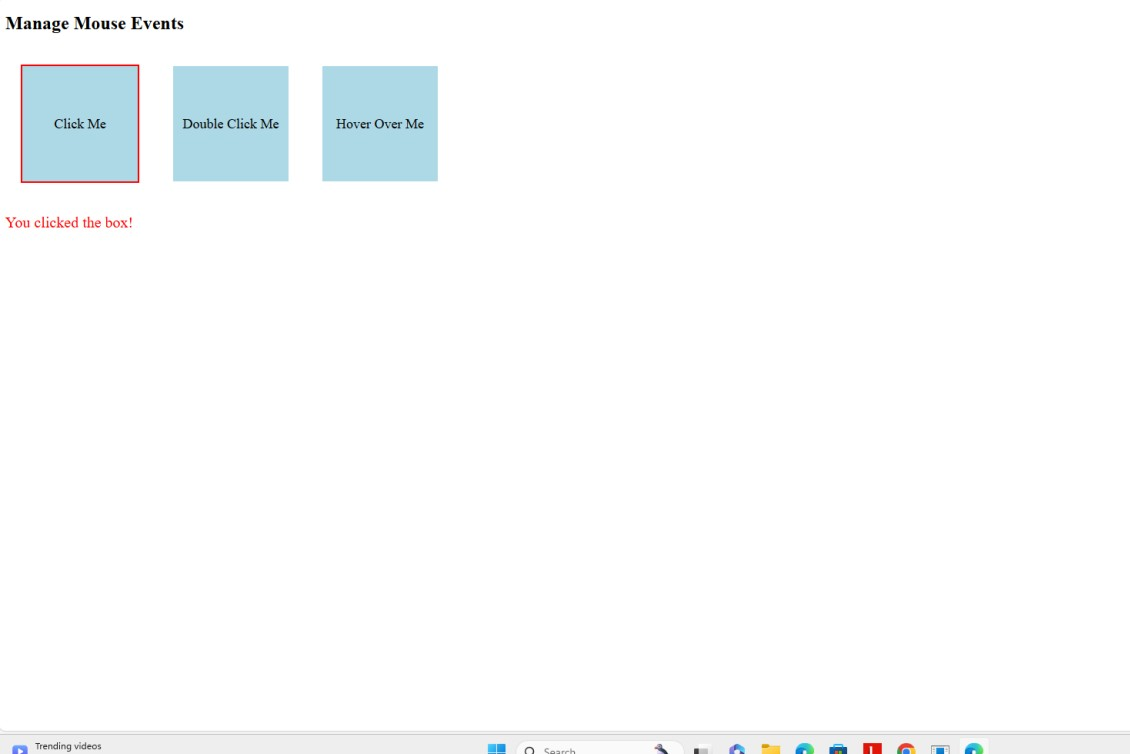 Manage Mouse Events
Click Me
Double Click Me
Hover Over Me
You clicked the box!
Trending videos
Search